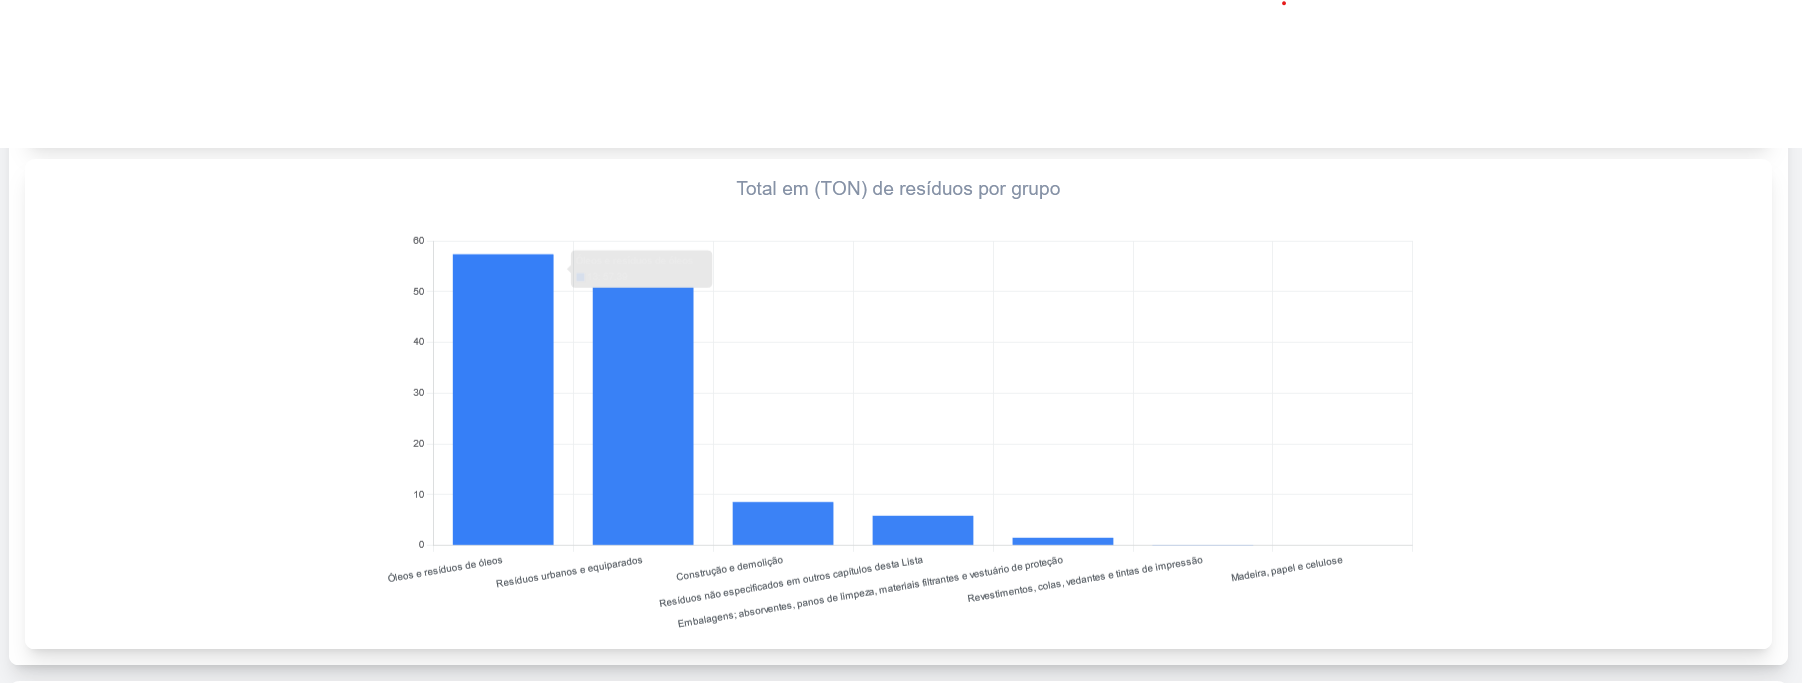 Total em (TON) de resíduos por grupo
60
50
40
30
20
10
0
Óleos e resíduos de óleos
Resíduos urbanos e equiparados
Construção e demolição
Resíduos não especificados em outros capítulos desta Lista
Embalagens; absorventes, panos de limpeza, materiais filtrantes e vestuário de proteção
Revestimentos, colas, vedantes e tintas de impressão
Madeira, papel e celulose